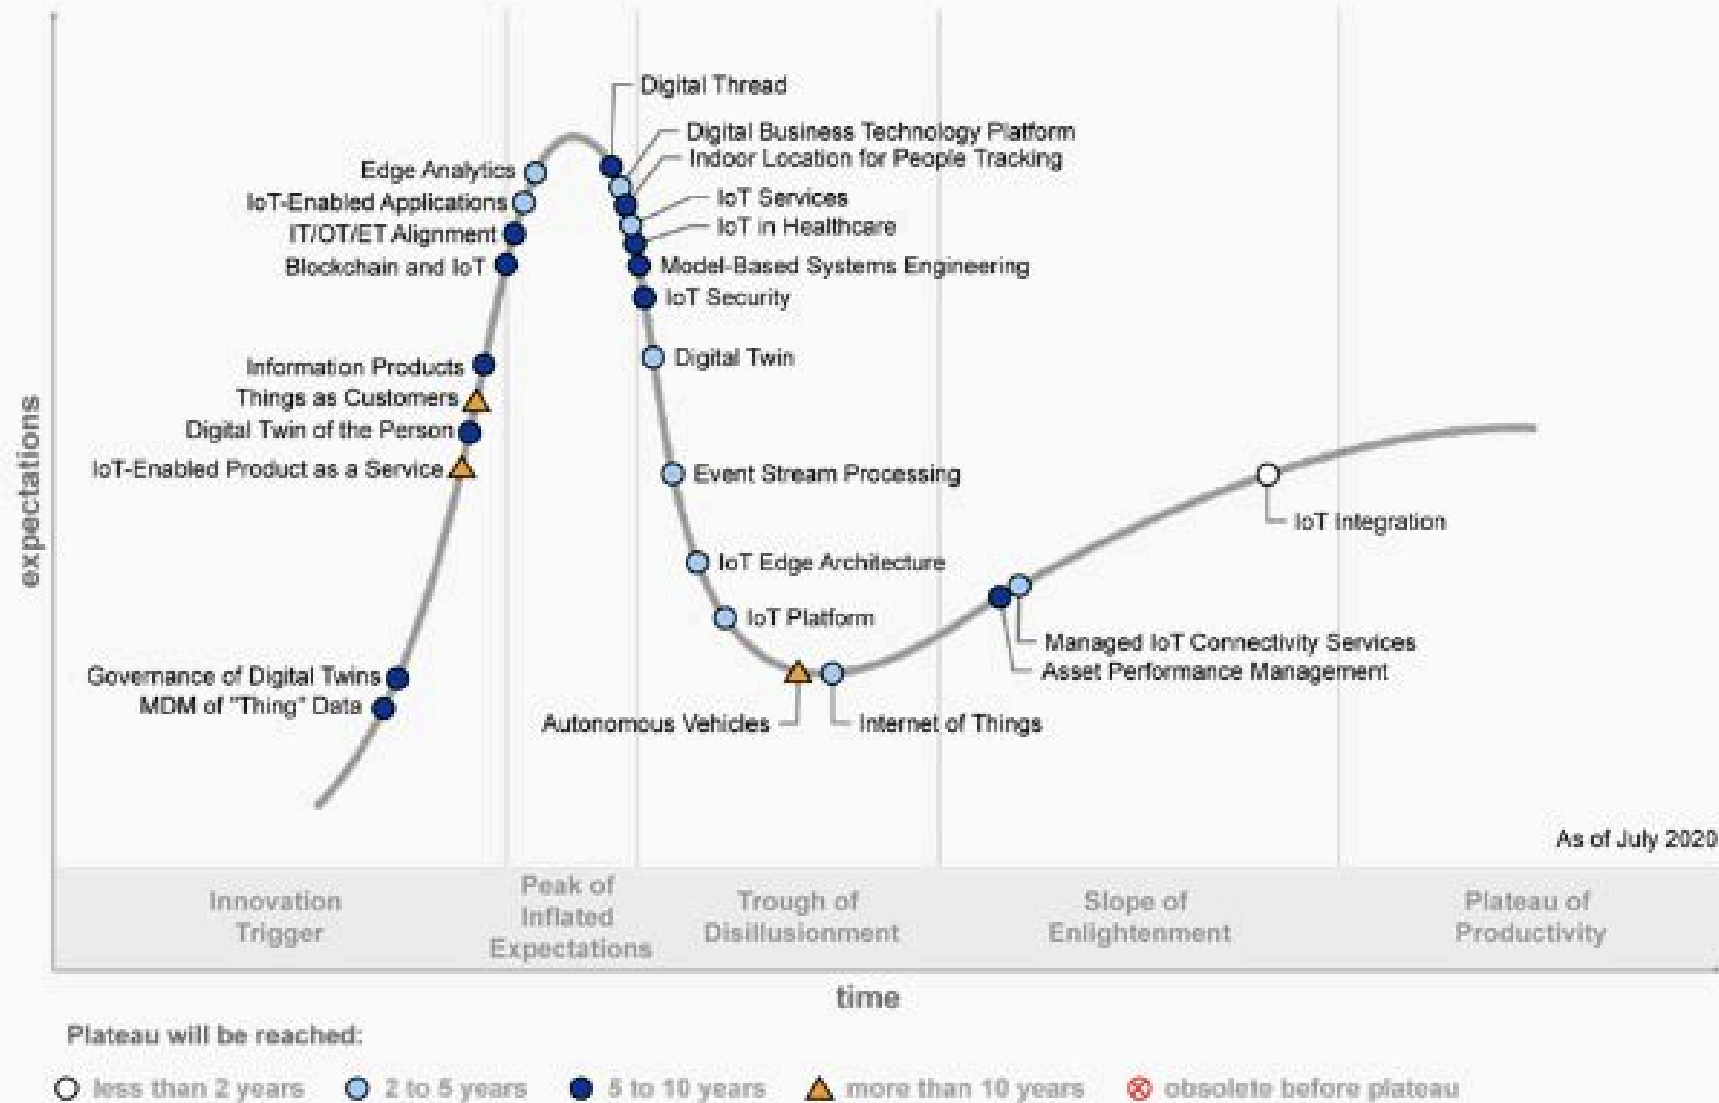 Digital Thread
Digital Business Technology Platform
Indoor Location for People Tracking
Edge Analytics
IoT-Enabled Applications
IoT Services
IoT in Healthcare
IT/OT/ET Alignment
Blockchain and IoT
Model-Based Systems Engineering
IoT Security
Digital Twin
Information Products
Things as Customers
Digital Twin of the Person
IoT-Enabled Product as a Service
Event Stream Processing
IoT Integration
IoT Edge Architecture
IoT Platform
Managed IoT Connectivity Services
Asset Performance Management
Governance of Digital Twins
MDM of "Thing" Data
Autonomous Vehicles
Internet of Things
expectations
As of July 2020
Innovation
Trigger
Peak of
Inflated
Expectations
Trough of
Disillusionment
Slope of
Enlightenment
Plateau of
Productivity
time
Plateau will be reached:
less than 2 years
2 to 5 years
5 to 10 years
more than 10 years
obsolete before plateau